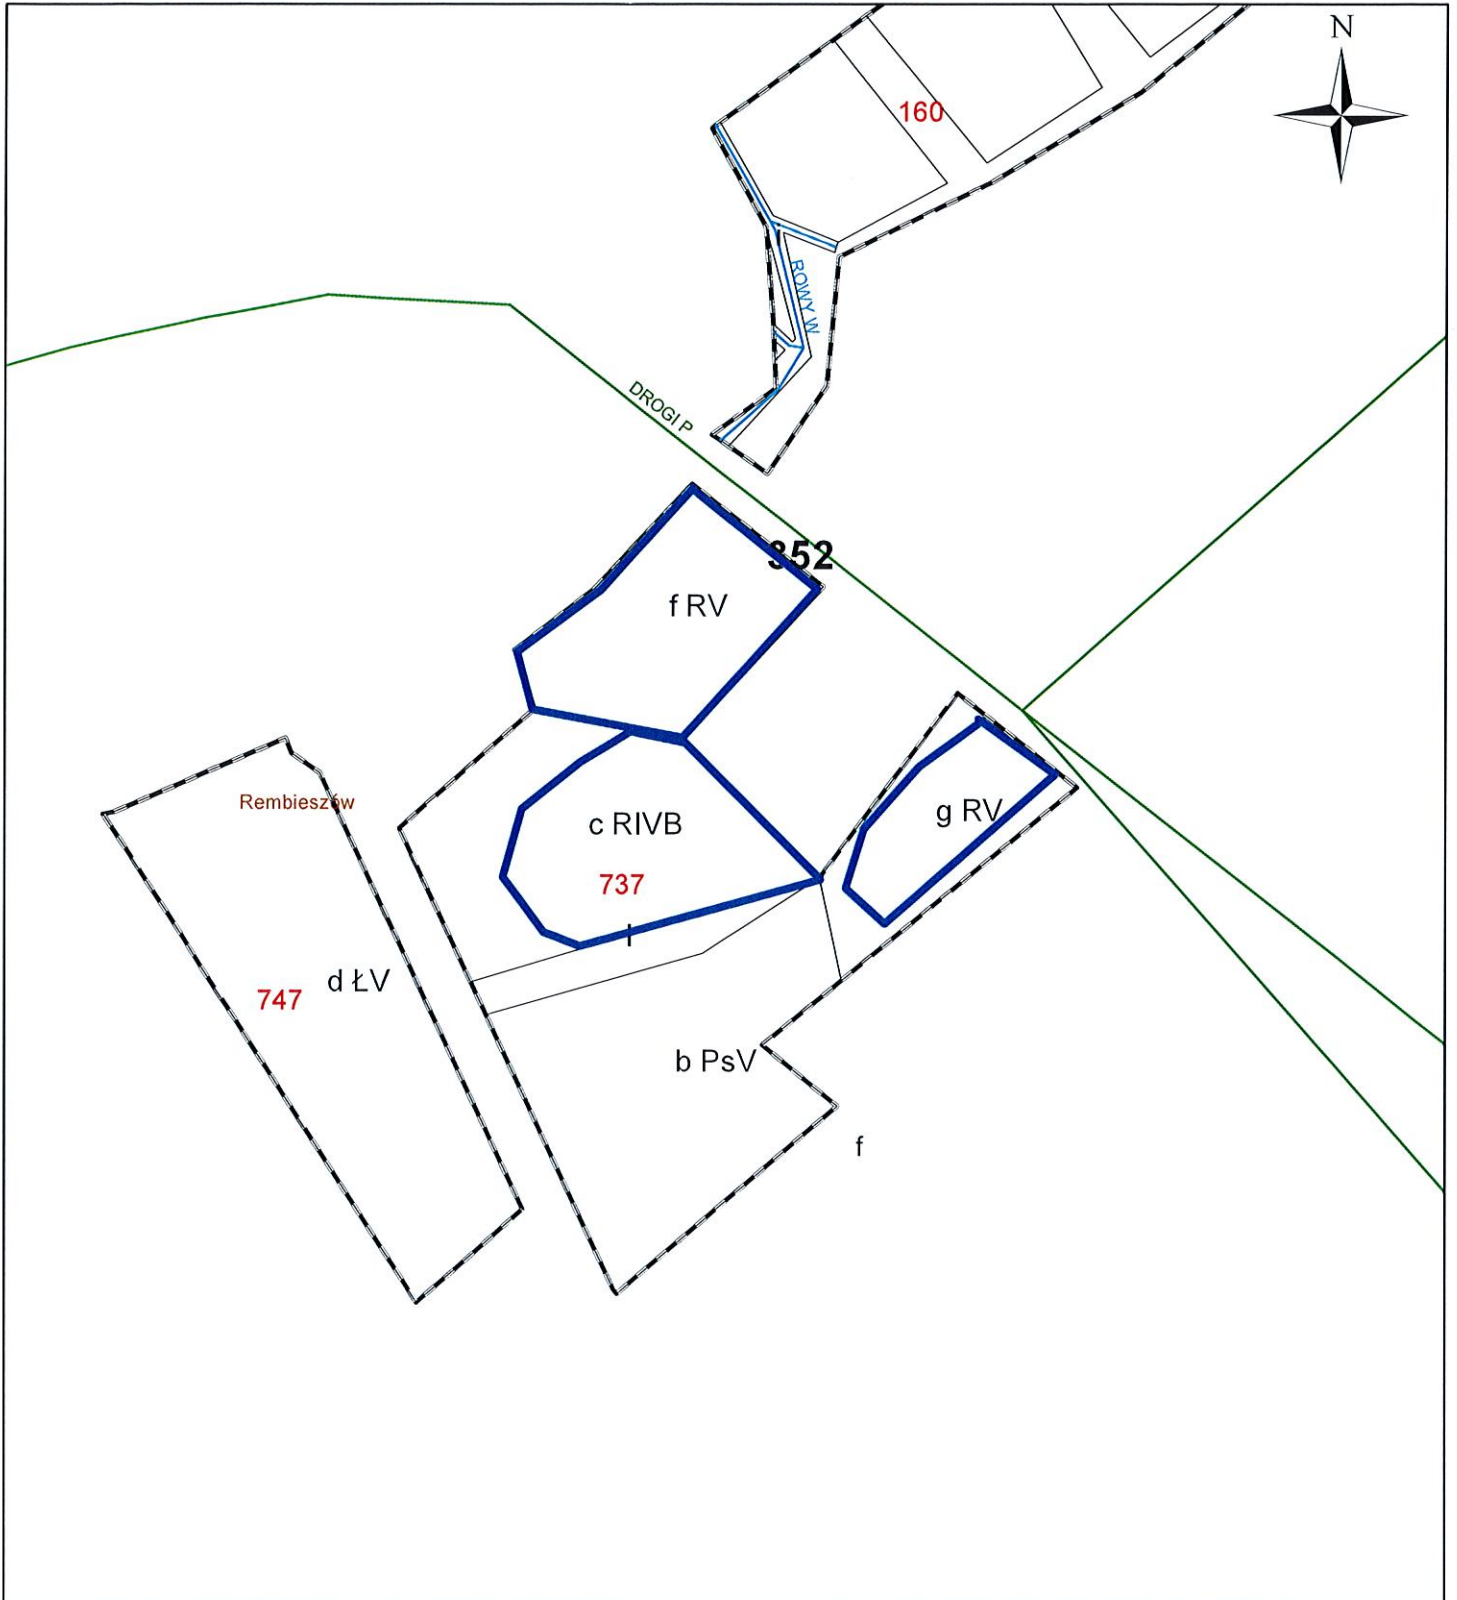 N
160
ROWY W
DROGI P
352
f RV
Rembieszów
c RIVB
g RV
737
l
d ŁV
747
b PsV
f